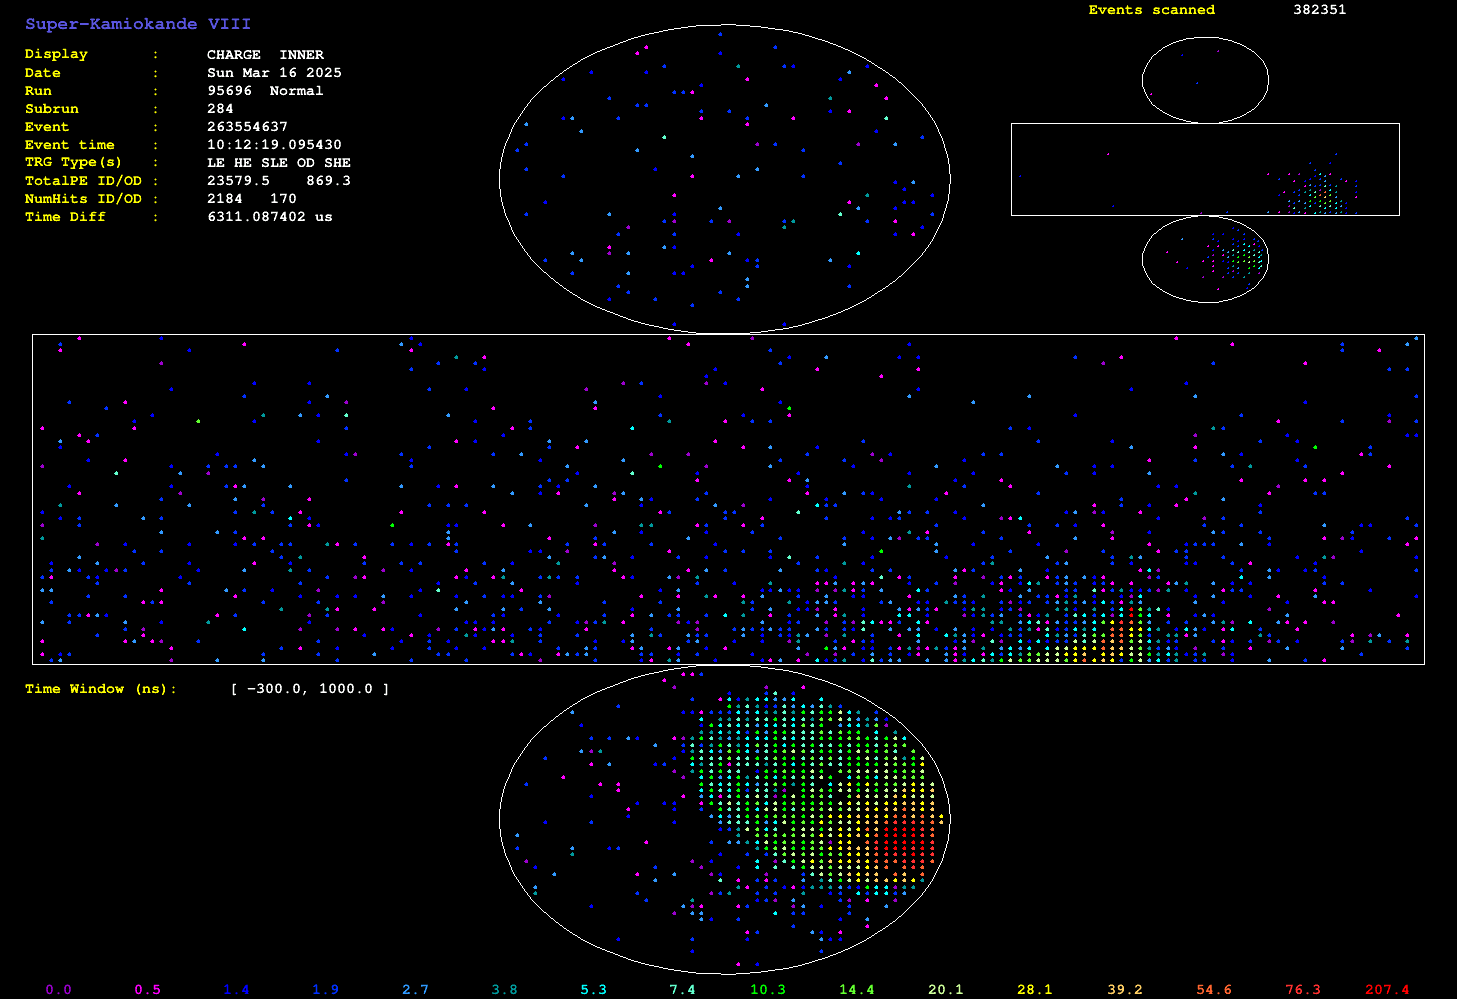 Super-Kamiokande VIII
Events scanned 382351
Display : CHARGE INNER
Date : Sun Mar 16 2025
Run : 95696 Normal
Subrun : 284
Event : 263554637
Event time : 10:12:19.095430
TRG Type(s) : LE HE SLE OD SHE
TotalPE ID/OD : 23579.5 869.3
NumHits ID/OD : 2184 170
Time Diff : 6311.087402 us
Time Window (ns): [ -300.0, 1000.0 ]
0.0 0.5 1.4 1.9 2.7 3.8 5.3 7.4 10.3 14.4 20.1 28.1 39.2 54.6 76.3 207.4